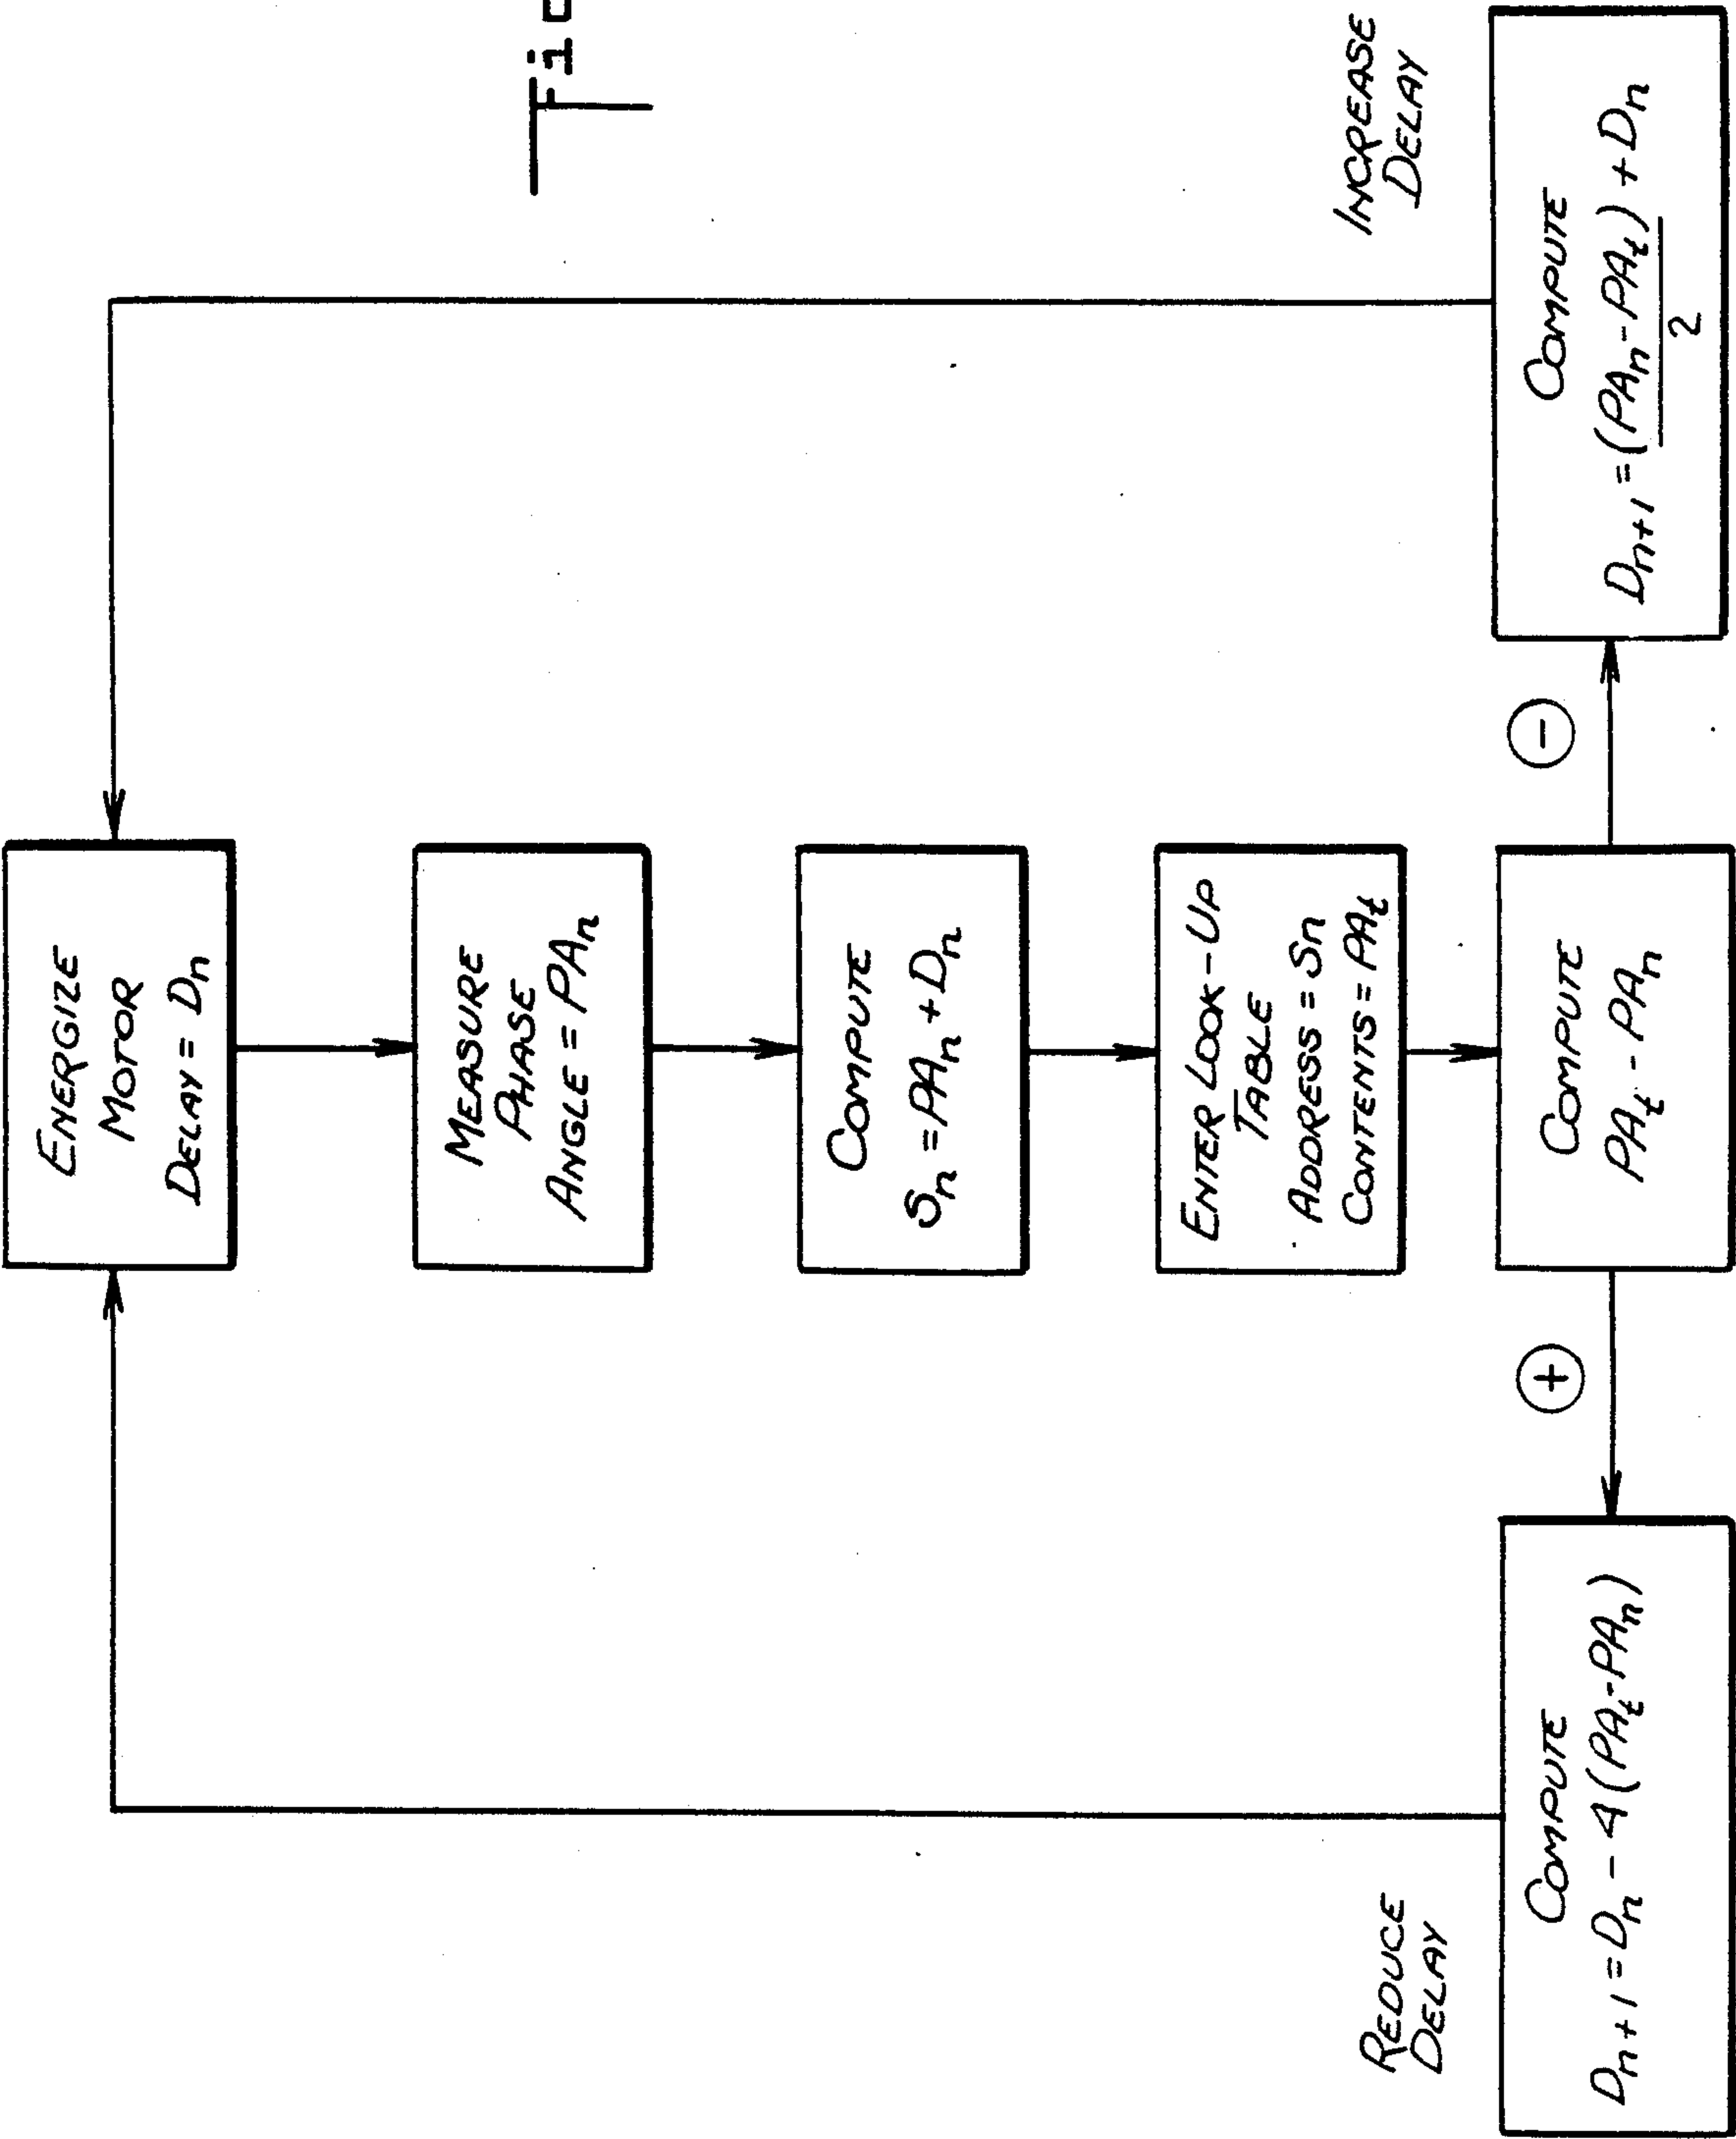 ENERGIZE
MOTOR
DELAY = Dn
MEASURE
PHASE
ANGLE = PAn
COMPUTE
Sn = PAn + Dn
ENTER LOOK-UP
TABLE
ADDRESS = Sn
CONTENTS = PAt
COMPUTE
PAt - PAn
+
-
REDUCE
DELAY
COMPUTE
Dn+1 = Dn - 4(PAt - PAn)
INCREASE
DELAY
COMPUTE
Dn+1 = (PAn - PAt) + Dn
2